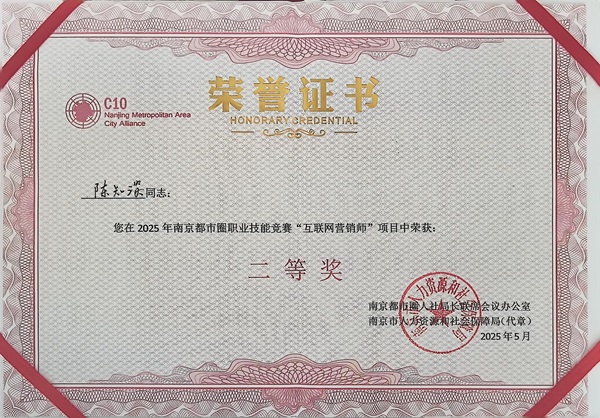 荣誉证书
HONORARY CREDENTIAL
C10
Nanjing Metropolitan Area
City Alliance
陈知深同志：
您在2025年南京都市圈职业技能竞赛“互联网营销师”项目中荣获：
二等奖
南京都市圈人社局长联席会议办公室
南京市人力资源和社会保障局（代章）
2025年5月